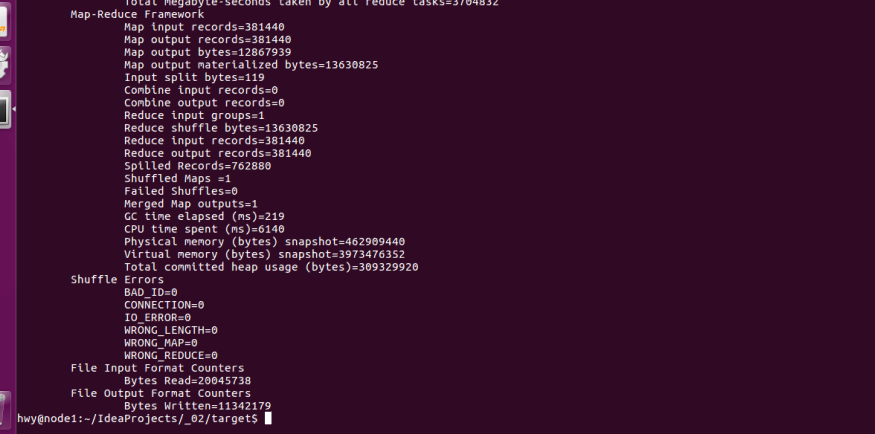 Total megabyte-seconds taken by all reduce tasks=3704832
Map-Reduce Framework
Map input records=381440
Map output records=381440
Map output bytes=12867939
Map output materialized bytes=13630825
Input split bytes=119
Combine input records=0
Combine output records=0
Reduce input groups=1
Reduce shuffle bytes=13630825
Reduce input records=381440
Reduce output records=381440
Spilled Records=762880
Shuffled Maps =1
Failed Shuffles=0
Merged Map outputs=1
GC time elapsed (ms)=219
CPU time spent (ms)=6140
Physical memory (bytes) snapshot=462909440
Virtual memory (bytes) snapshot=3973476352
Total committed heap usage (bytes)=309329920
Shuffle Errors
BAD_ID=0
CONNECTION=0
IO_ERROR=0
WRONG_LENGTH=0
WRONG_MAP=0
WRONG_REDUCE=0
File Input Format Counters
Bytes Read=20045738
File Output Format Counters
Bytes Written=11342179
hwy@node1:~/IdeaProjects/_02/target$